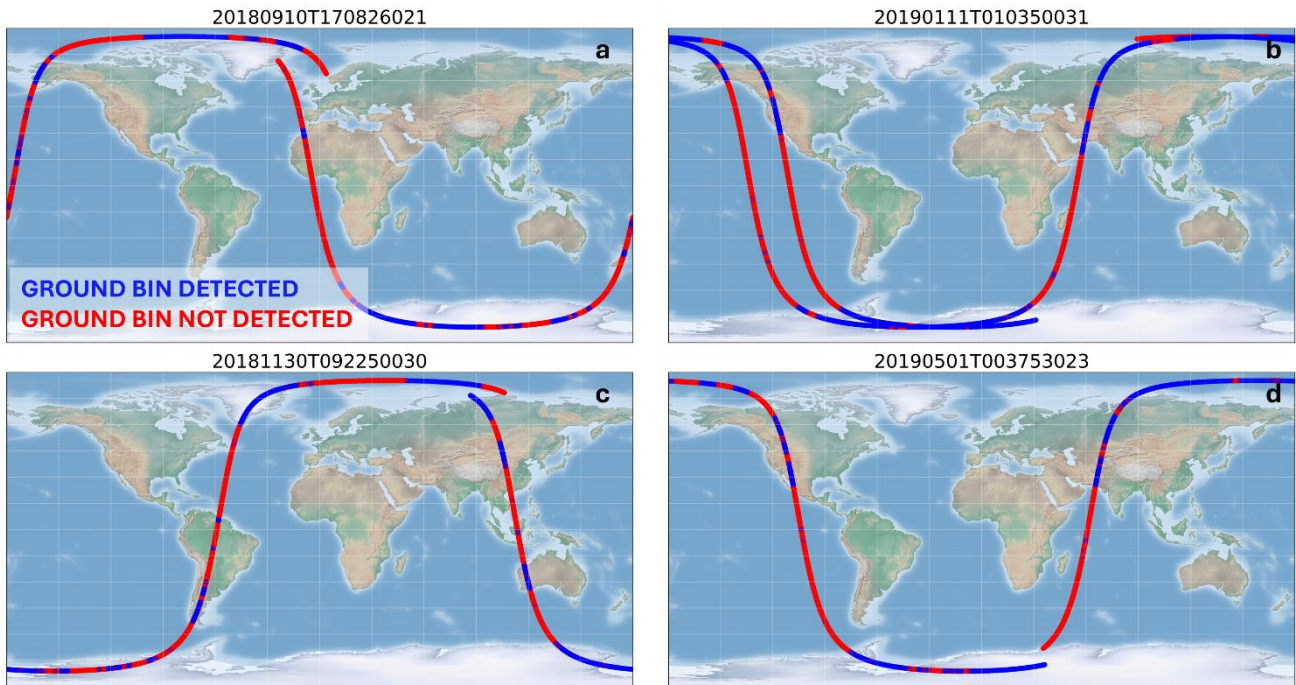 20180910T170826021
a
GROUND BIN DETECTED
GROUND BIN NOT DETECTED
20190111T010350031
b
20181130T092250030
c
20190501T003753023
d